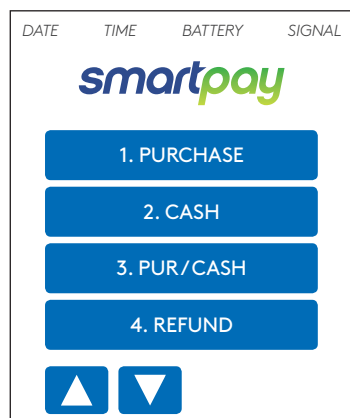 DATE TIME BATTERY SIGNAL
smartpay
1. PURCHASE
2. CASH
3. PUR/CASH
4. REFUND